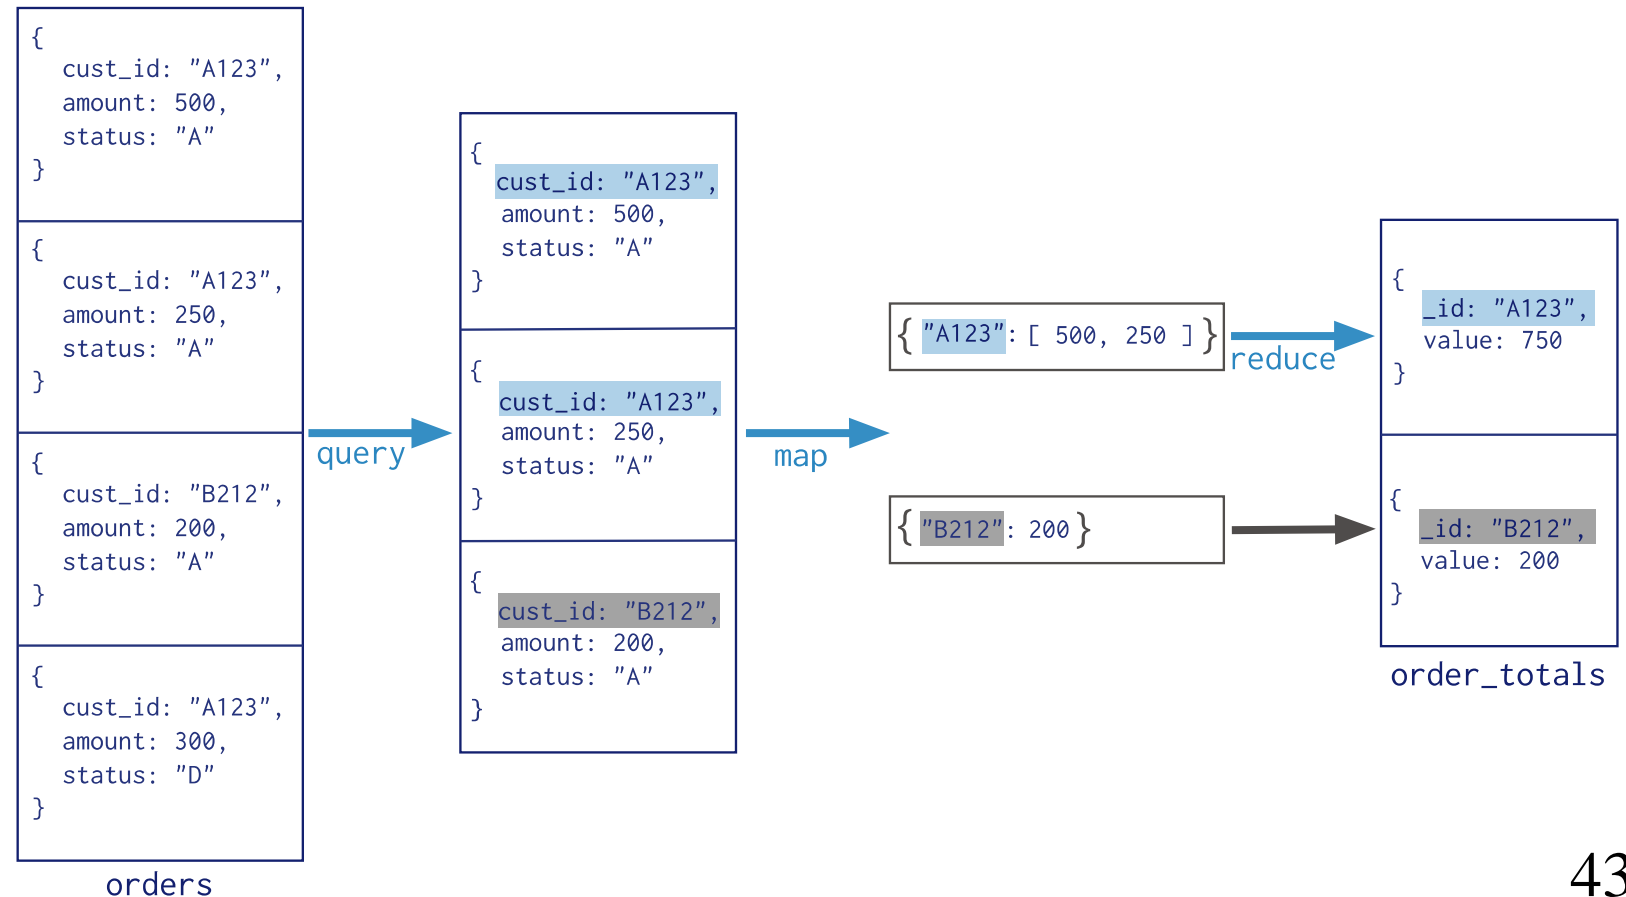 {
cust_id: "A123",
amount: 500,
status: "A"
}
{
cust_id: "A123",
amount: 250,
status: "A"
}
{
cust_id: "B212",
amount: 200,
status: "A"
}
{
cust_id: "A123",
amount: 300,
status: "D"
}
orders
query
{
cust_id: "A123",
amount: 500,
status: "A"
}
{
cust_id: "A123",
amount: 250,
status: "A"
}
{
cust_id: "B212",
amount: 200,
status: "A"
}
map
{ "A123": [ 500, 250 ] }
{ "B212": 200 }
reduce
{
_id: "A123",
value: 750
}
{
_id: "B212",
value: 200
}
order_totals
43